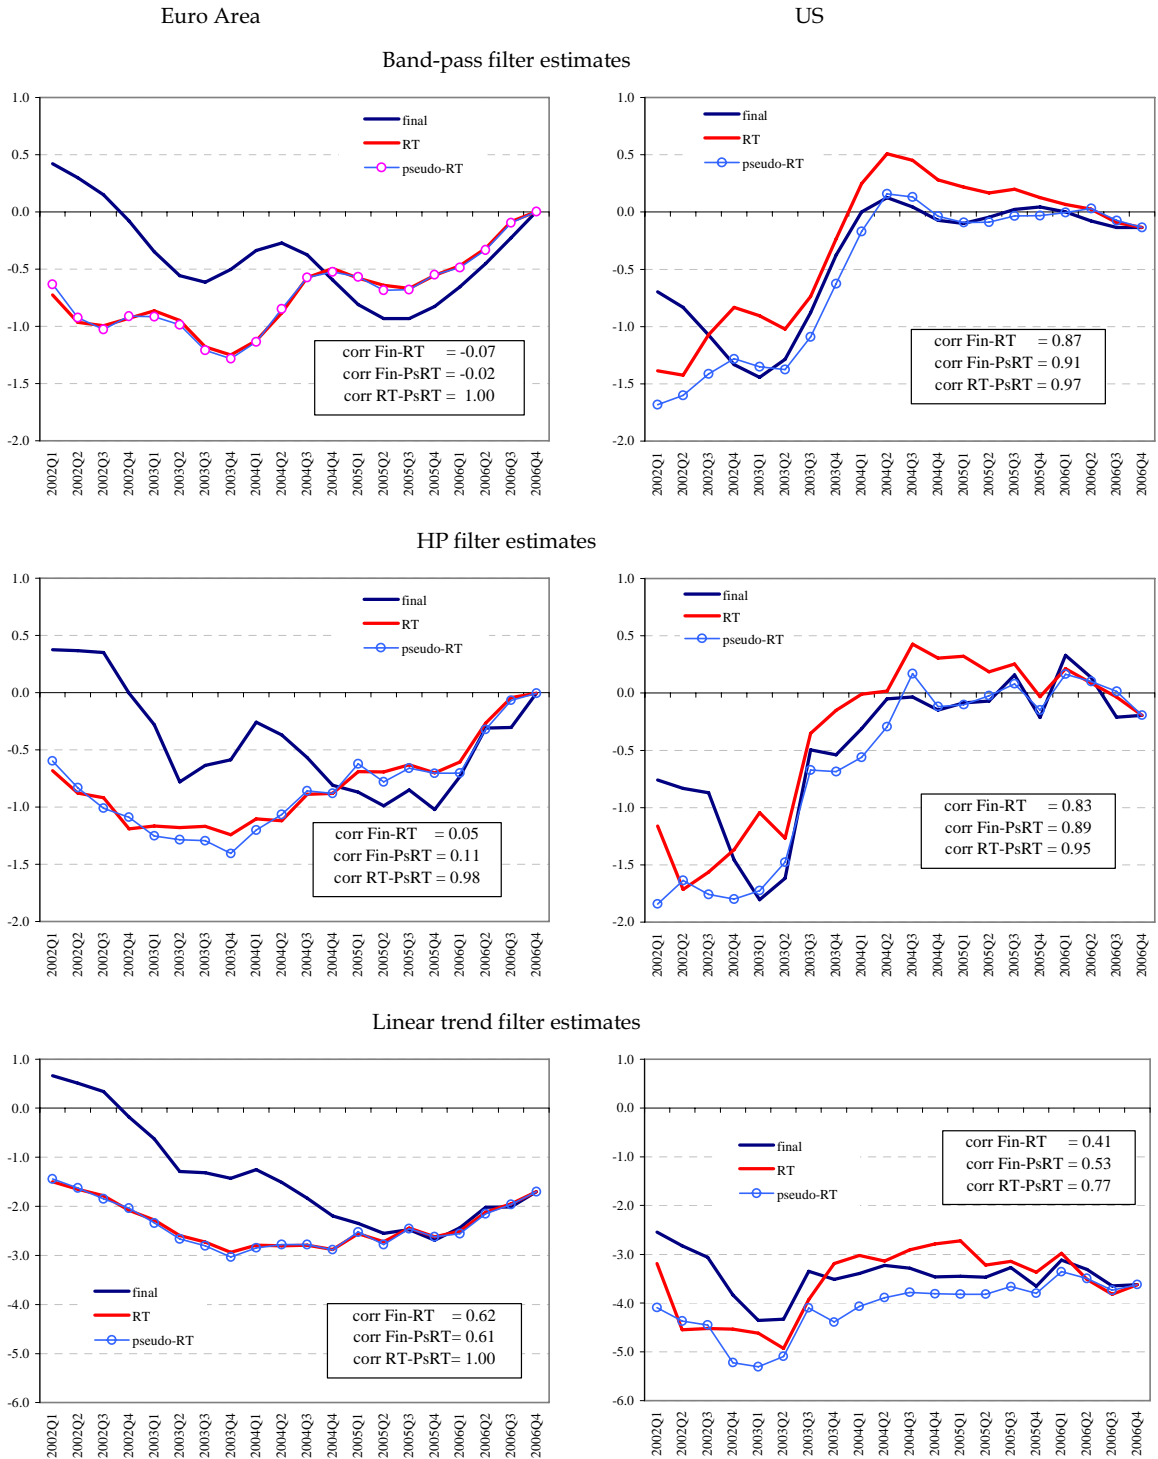 Euro Area
US
Band-pass filter estimates
1.0
0.5
0.0
-0.5
-1.0
-1.5
-2.0
final
RT
pseudo-RT
corr Fin-RT = -0.07
corr Fin-PsRT = -0.02
corr RT-PsRT = 1.00
2002Q1
2002Q2
2002Q3
2002Q4
2003Q1
2003Q2
2003Q3
2003Q4
2004Q1
2004Q2
2004Q3
2004Q4
2005Q1
2005Q2
2005Q3
2005Q4
2006Q1
2006Q2
2006Q3
2006Q4
1.0
0.5
0.0
-0.5
-1.0
-1.5
-2.0
final
RT
pseudo-RT
corr Fin-RT = 0.87
corr Fin-PsRT = 0.91
corr RT-PsRT = 0.97
2002Q1
2002Q2
2002Q3
2002Q4
2003Q1
2003Q2
2003Q3
2003Q4
2004Q1
2004Q2
2004Q3
2004Q4
2005Q1
2005Q2
2005Q3
2005Q4
2006Q1
2006Q2
2006Q3
2006Q4
HP filter estimates
1.0
0.5
0.0
-0.5
-1.0
-1.5
-2.0
final
RT
pseudo-RT
corr Fin-RT = 0.05
corr Fin-PsRT = 0.11
corr RT-PsRT = 0.98
2002Q1
2002Q2
2002Q3
2002Q4
2003Q1
2003Q2
2003Q3
2003Q4
2004Q1
2004Q2
2004Q3
2004Q4
2005Q1
2005Q2
2005Q3
2005Q4
2006Q1
2006Q2
2006Q3
2006Q4
1.0
0.5
0.0
-0.5
-1.0
-1.5
-2.0
final
RT
pseudo-RT
corr Fin-RT = 0.83
corr Fin-PsRT = 0.89
corr RT-PsRT = 0.95
2002Q1
2002Q2
2002Q3
2002Q4
2003Q1
2003Q2
2003Q3
2003Q4
2004Q1
2004Q2
2004Q3
2004Q4
2005Q1
2005Q2
2005Q3
2005Q4
2006Q1
2006Q2
2006Q3
2006Q4
Linear trend filter estimates
1.0
0.0
-1.0
-2.0
-3.0
-4.0
-5.0
-6.0
final
RT
pseudo-RT
corr Fin-RT = 0.62
corr Fin-PsRT= 0.61
corr RT-PsRT= 1.00
2002Q1
2002Q2
2002Q3
2002Q4
2003Q1
2003Q2
2003Q3
2003Q4
2004Q1
2004Q2
2004Q3
2004Q4
2005Q1
2005Q2
2005Q3
2005Q4
2006Q1
2006Q2
2006Q3
2006Q4
1.0
0.0
-1.0
-2.0
-3.0
-4.0
-5.0
-6.0
final
RT
pseudo-RT
corr Fin-RT = 0.41
corr Fin-PsRT = 0.53
corr RT-PsRT = 0.77
2002Q1
2002Q2
2002Q3
2002Q4
2003Q1
2003Q2
2003Q3
2003Q4
2004Q1
2004Q2
2004Q3
2004Q4
2005Q1
2005Q2
2005Q3
2005Q4
2006Q1
2006Q2
2006Q3
2006Q4